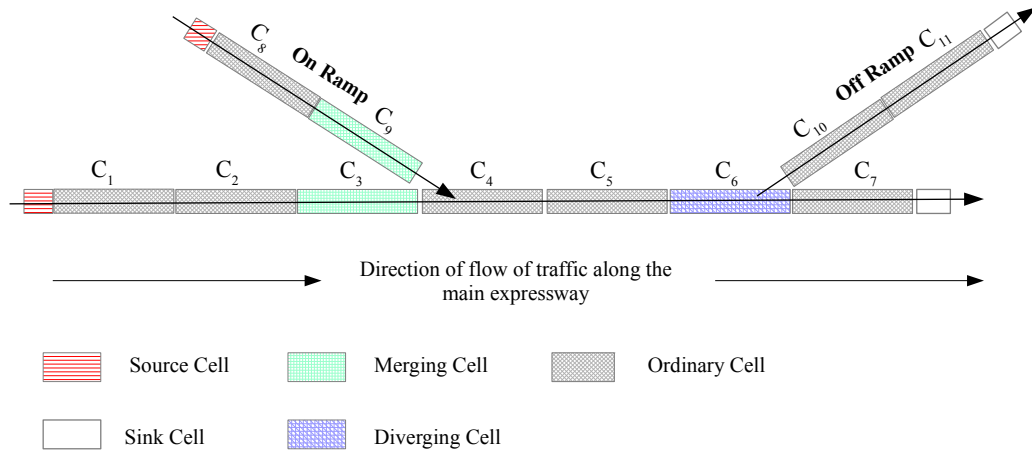 C8
On Ramp
C9
Off Ramp
C11
C10
C1
C2
C3
C4
C5
C6
C7
Direction of flow of traffic along the
main expressway
Source Cell
Merging Cell
Ordinary Cell
Sink Cell
Diverging Cell